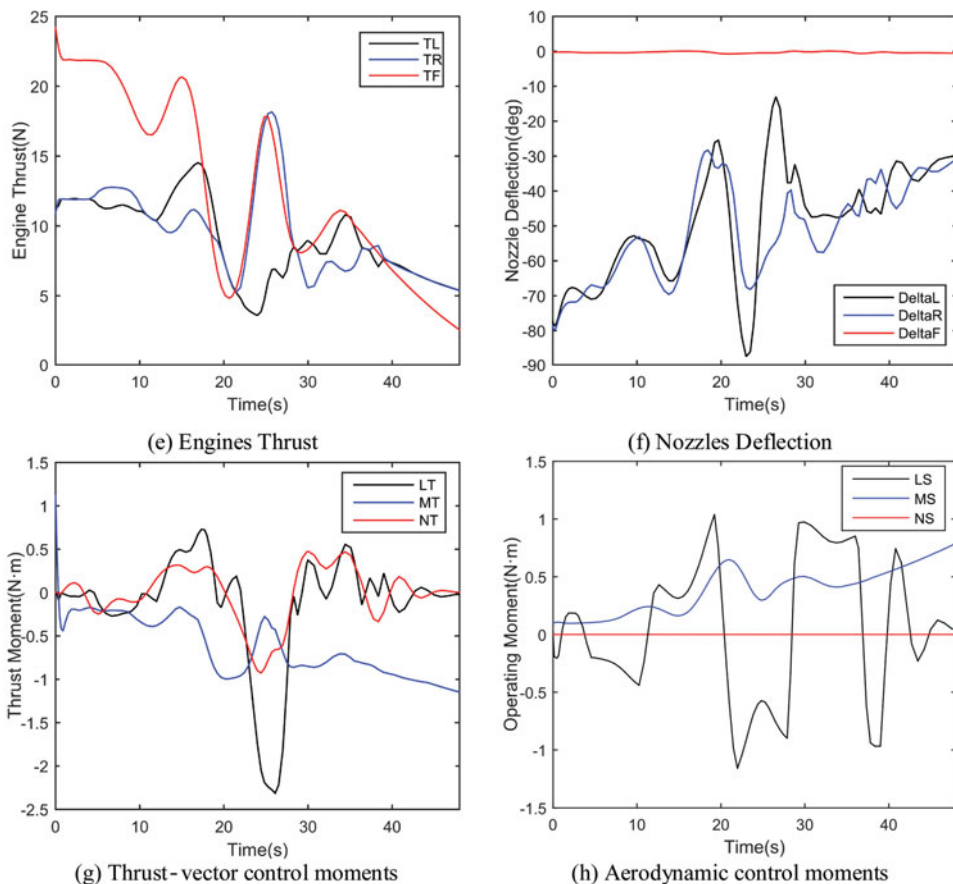 25
20
15
10
5
0
Engine Thrust(N)
TL
TR
TF
0 10 20 30 40
Time(s)
(e) Engines Thrust
10
0
-10
-20
-30
-40
-50
-60
-70
-80
-90
Nozzle Deflection(deg)
DeltaL
DeltaR
DeltaF
0 10 20 30 40
Time(s)
(f) Nozzles Deflection
1.5
1
0.5
0
-0.5
-1
-1.5
-2
-2.5
Thrust Moment(N·m)
LT
MT
NT
0 10 20 30 40
Time(s)
(g) Thrust-vector control moments
1.5
1
0.5
0
-0.5
-1
-1.5
Operating Moment(N·m)
LS
MS
NS
0 10 20 30 40
Time(s)
(h) Aerodynamic control moments